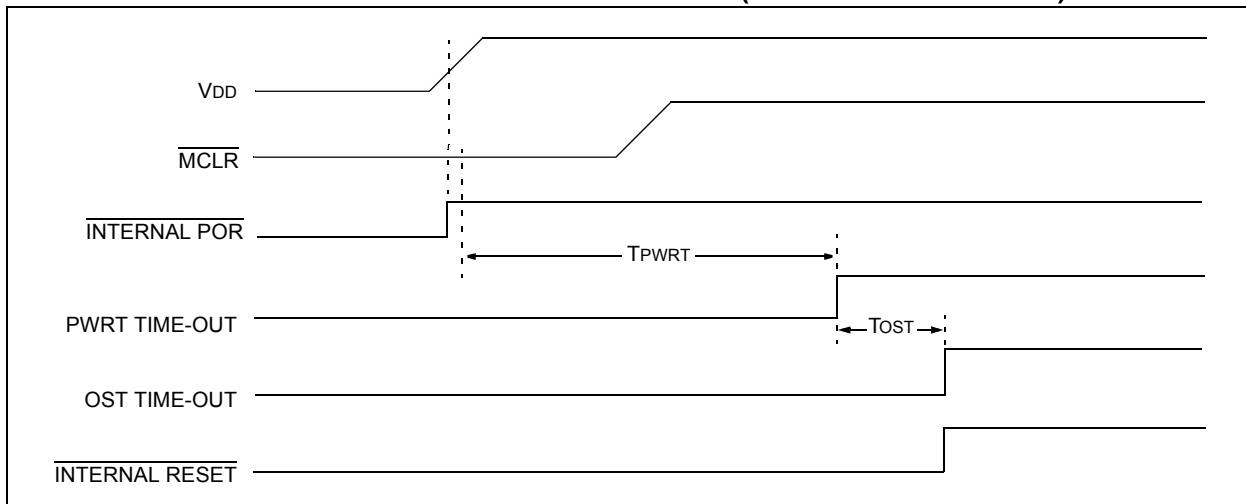 VDD
MCLR
INTERNAL POR
TPWRT
PWRT TIME-OUT
TOST
OST TIME-OUT
INTERNAL RESET